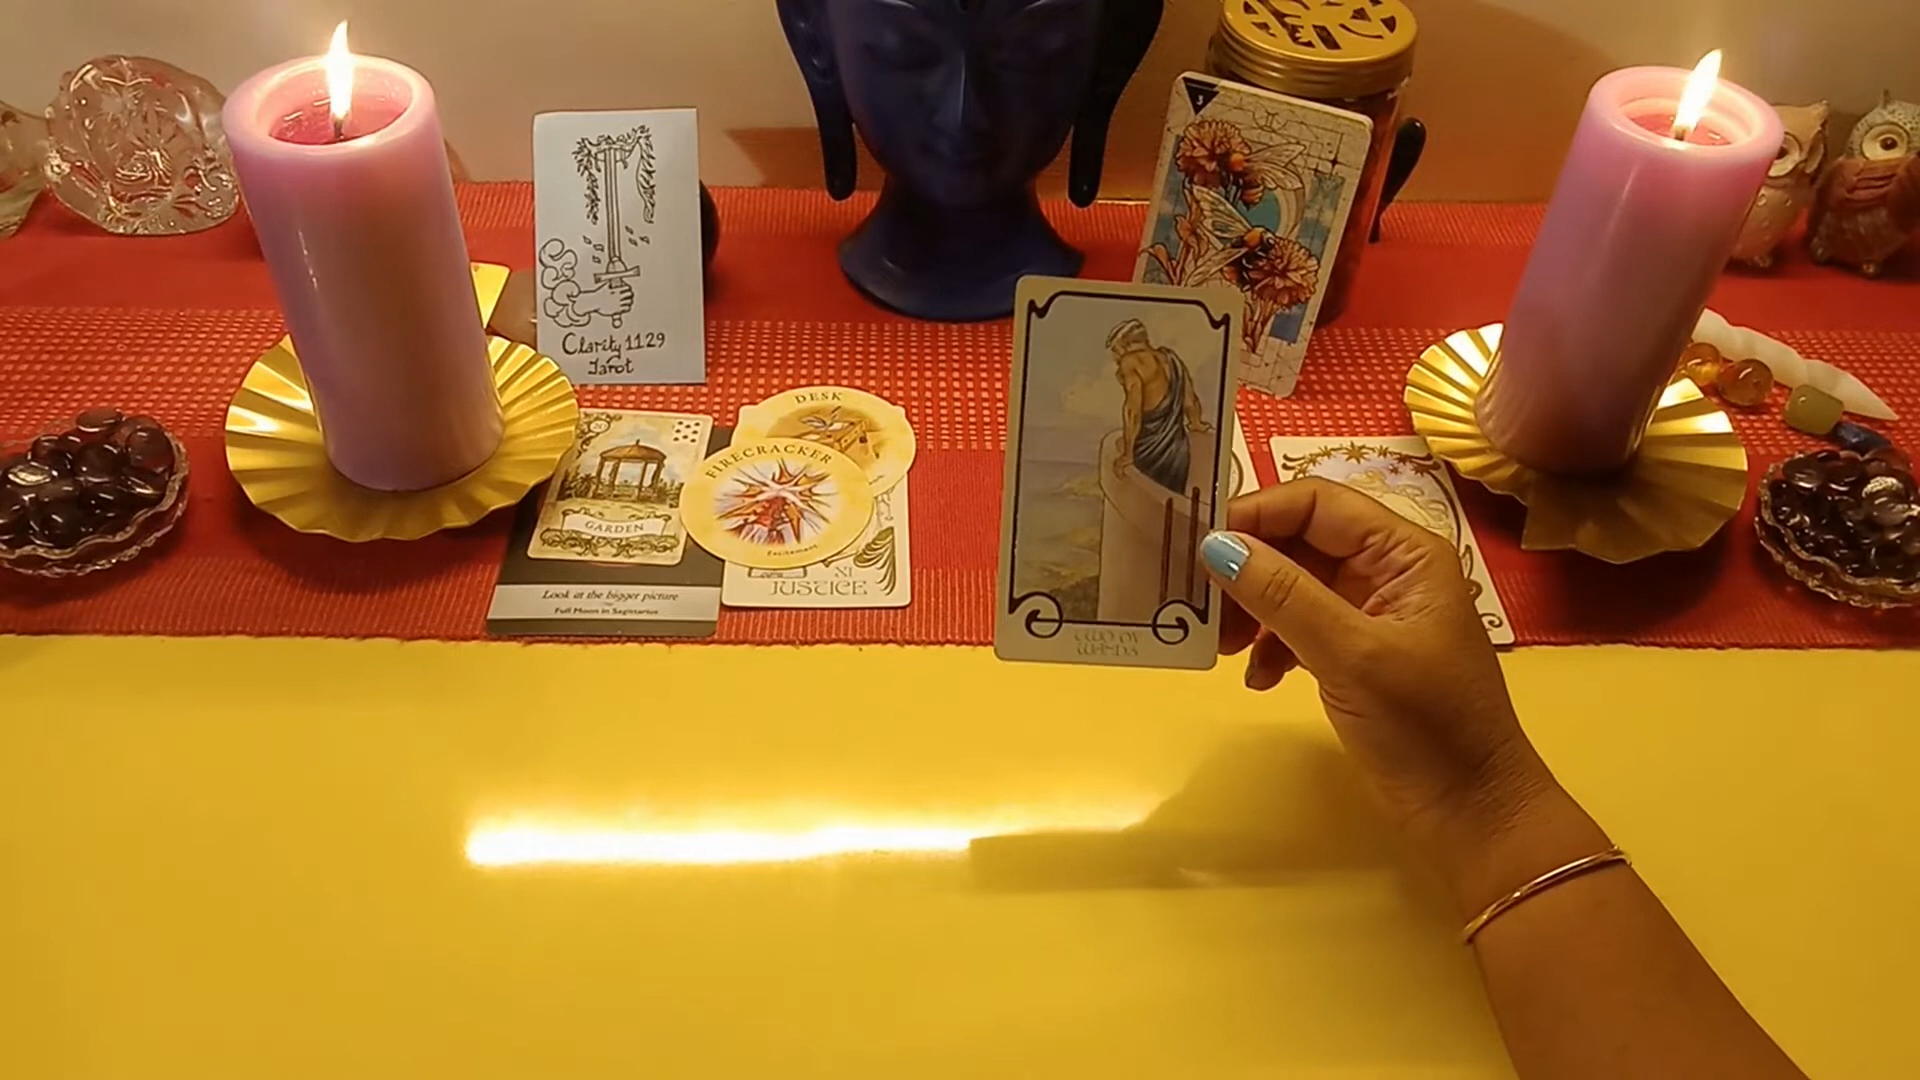 Clarity 1129
Tarot
3
DESK
FIRECRACKER
Excitement
GARDEN
Look at the bigger picture
Full Moon in Sagittarius
XI
JUSTICE
TWO OF
WANDS